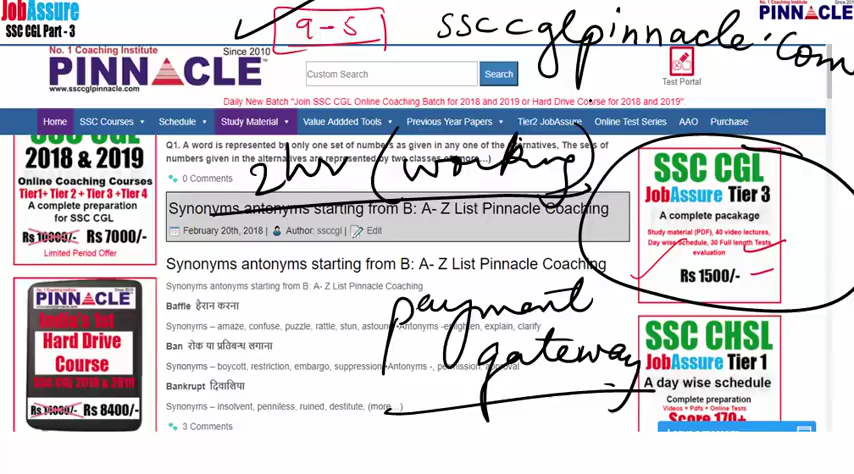 JobAssure
SSC CGL Part - 3
9-5
ssccglpinnacle.com
PINNACLE
No. 1 Coaching Institute
Since 2010
PINNACLE
www.ssccglpinnacle.com
Custom Search
Search
Test Portal
Daily New Batch "Join SSC CGL Online Coaching Batch for 2018 and 2019 or Hard Drive Course for 2018 and 2019"
Home SSC Courses Schedule Study Material Value Addded Tools Previous Year Papers Tier2 JobAssure Online Test Series AAO Purchase
SSC CGL
2018 & 2019
Online Coaching Courses
Tier1+ Tier 2 + Tier 3 +Tier 4
A complete preparation
for SSC CGL
Rs 10000/- Rs 7000/-
Limited Period Offer
PINNACLE
India's 1st
Hard Drive
Course
SSC CGL 2018 & 2019
Rs 14000/- Rs 8400/-
Q1. A word is represented by only one set of numbers as given in any one of the alternatives, The sets of
numbers given in the alternatives are represented by two classes of (more...)
0 Comments
2hr (working)
Synonyms antonyms starting from B: A- Z List Pinnacle Coaching
February 20th, 2018 | Author: ssccgl | Edit
Synonyms antonyms starting from B: A- Z List Pinnacle Coaching
Synonyms antonyms starting from B: A- Z List Pinnacle Coaching
Baffle हैरान करना
Synonyms – amaze, confuse, puzzle, rattle, stun, astound •Antonyms -enlighten, explain, clarify
Ban रोक या प्रतिबन्ध लगाना
Synonyms – boycott, restriction, embargo, suppression•Antonyms -, permission, approval
Bankrupt दिवालिया
Synonyms – insolvent, penniless, ruined, destitute, (more...)
3 Comments
payment
gateway
SSC CGL
JobAssure Tier 3
A complete pacakage
Study material (PDF), 40 video lectures,
Day wise schedule, 30 Full length Tests
evaluation
Rs 1500/-
SSC CHSL
JobAssure Tier 1
A day wise schedule
Complete preparation
Videos + Pdfs + Online Tests
Score 170+